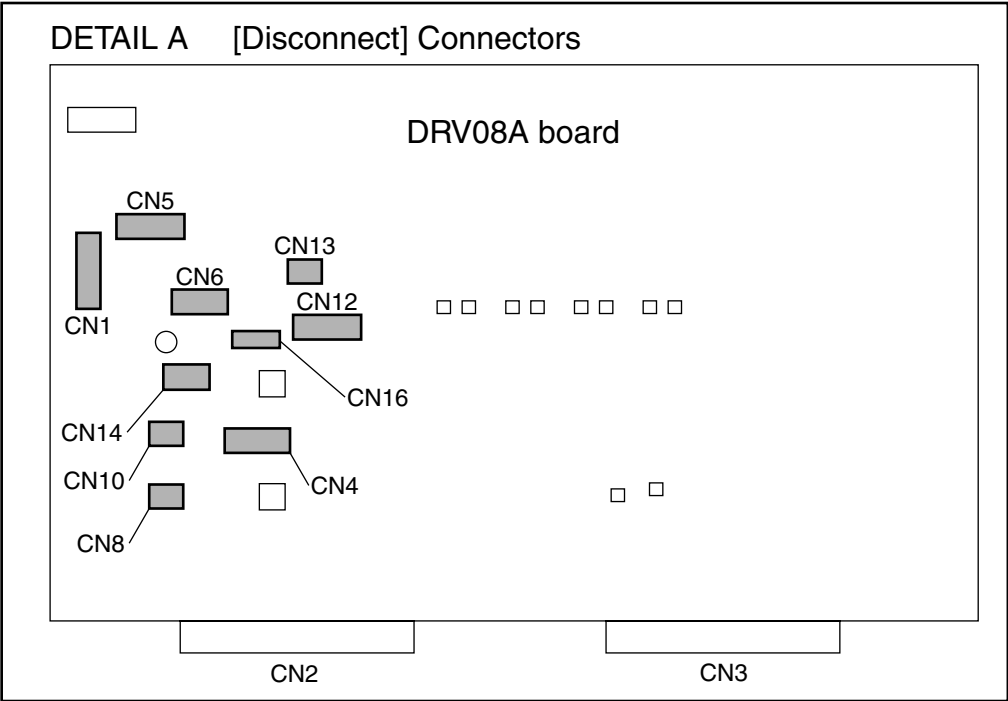 DETAIL A [Disconnect] Connectors
DRV08A board
CN5
CN13
CN6
CN12
CN1
CN16
CN14
CN10
CN4
CN8
CN2
CN3